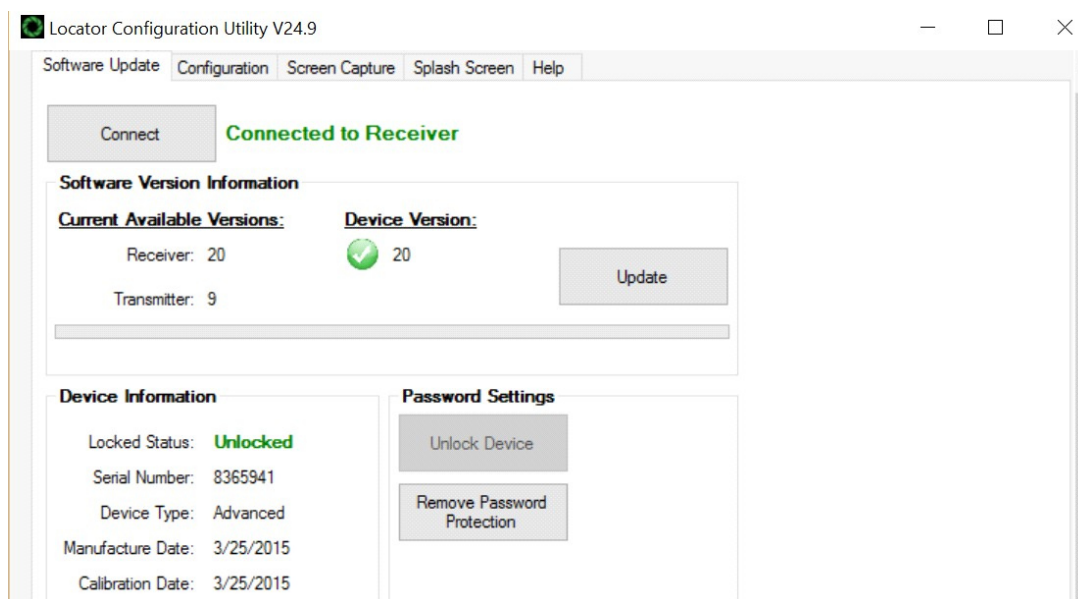 Locator Configuration Utility V24.9
Software Update Configuration Screen Capture Splash Screen Help
Connect Connected to Receiver
Software Version Information
Current Available Versions: Device Version:
Receiver: 20 20
Update
Transmitter: 9
Device Information
Locked Status: Unlocked
Serial Number: 8365941
Device Type: Advanced
Manufacture Date: 3/25/2015
Calibration Date: 3/25/2015
Password Settings
Unlock Device
Remove Password
Protection